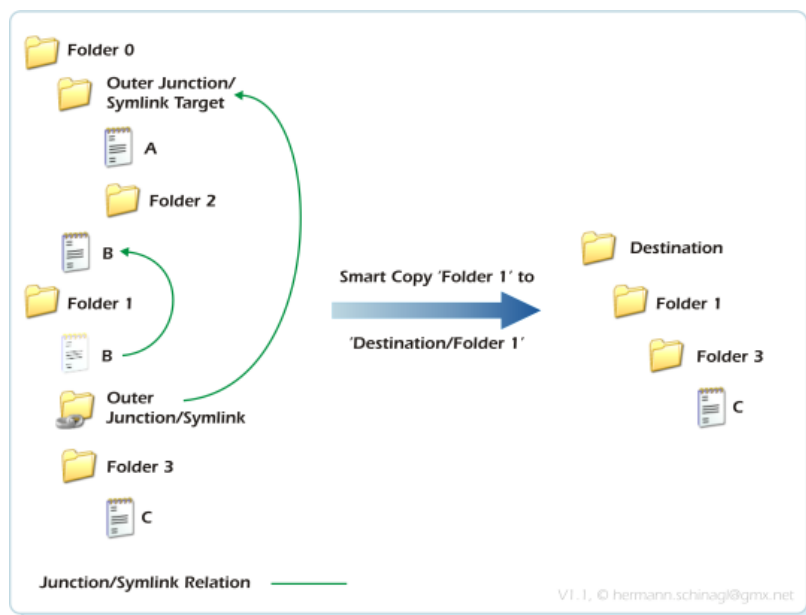 Folder 0
Outer Junction/
Symlink Target
A
Folder 2
B
Folder 1
B
Outer
Junction/Symlink
Folder 3
C
Junction/Symlink Relation
Smart Copy 'Folder 1' to
'Destination/Folder 1'
Destination
Folder 1
Folder 3
C
V1.1, © hermann.schinagl@gmx.net